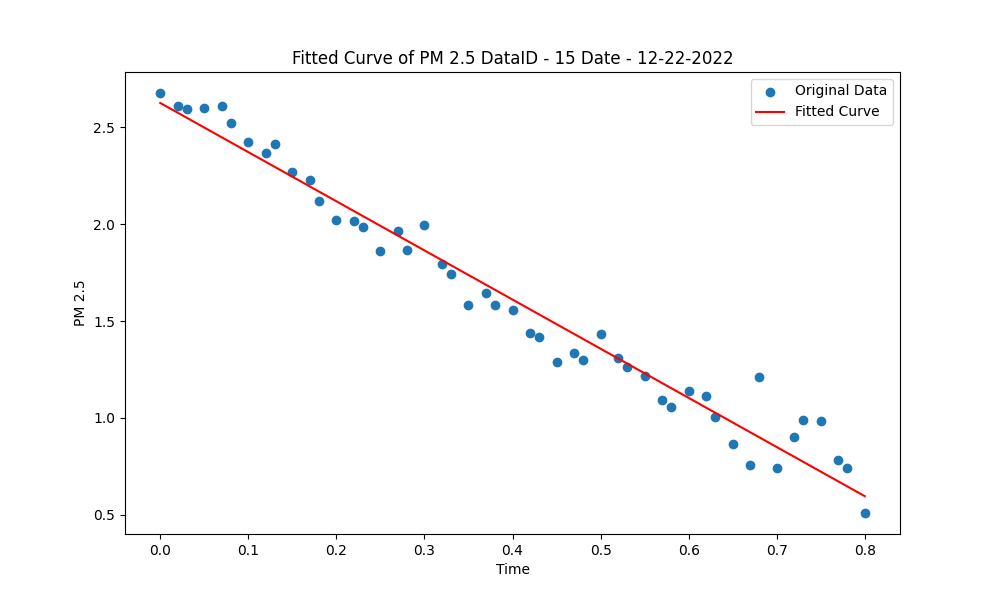 Fitted Curve of PM 2.5 DataID - 15 Date - 12-22-2022
Original Data
Fitted Curve
2.5
2.0
1.5
1.0
0.5
PM 2.5
0.0 0.1 0.2 0.3 0.4 0.5 0.6 0.7 0.8
Time